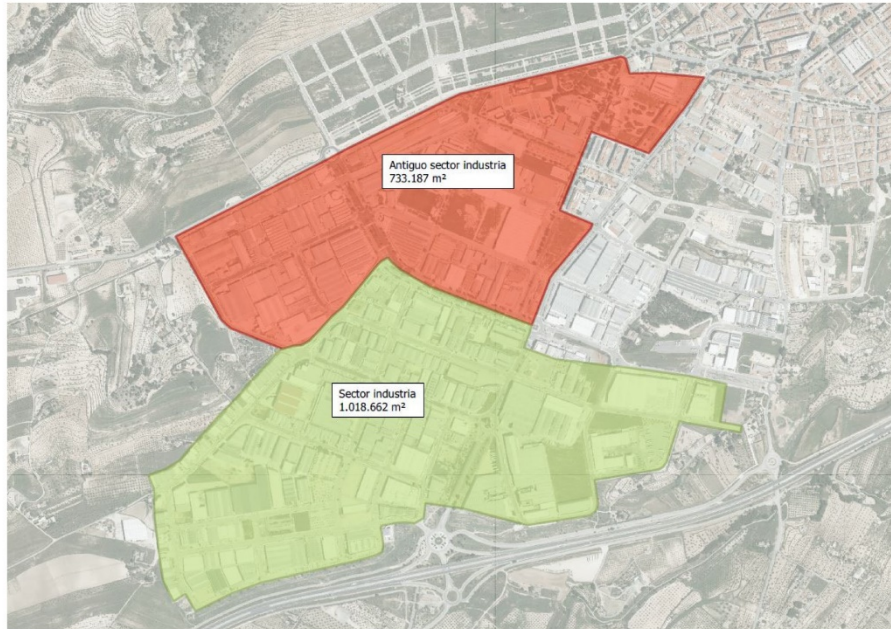 Antiguo sector industria
733.187 m²
Sector industria
1.018.662 m²